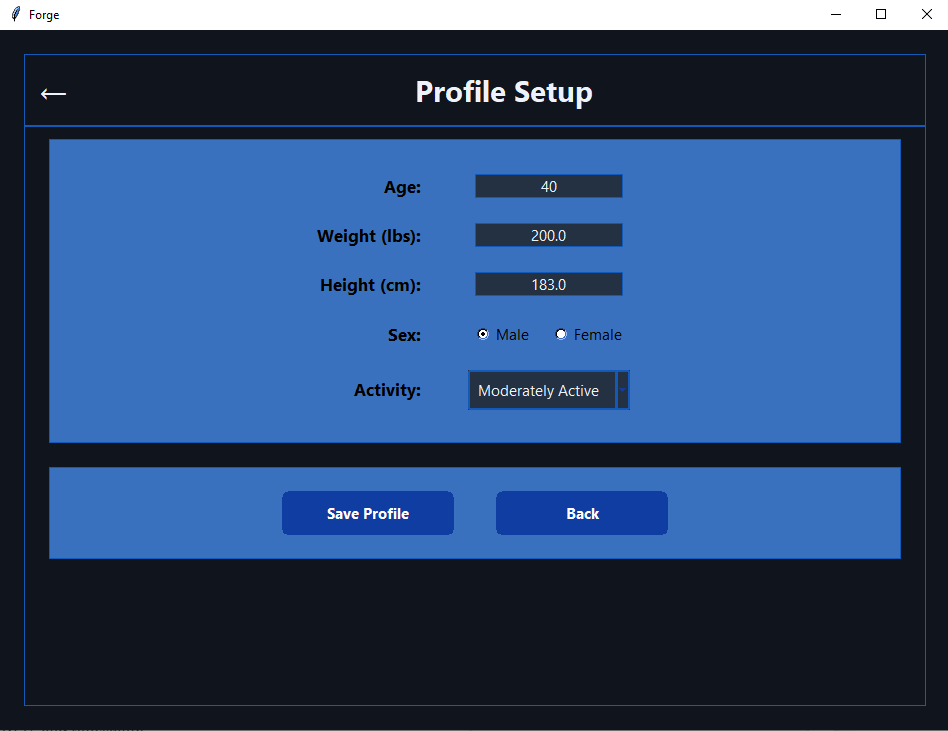 Forge
← Profile Setup
Age: 40
Weight (lbs): 200.0
Height (cm): 183.0
Sex: Male Female
Activity: Moderately Active
Save Profile Back